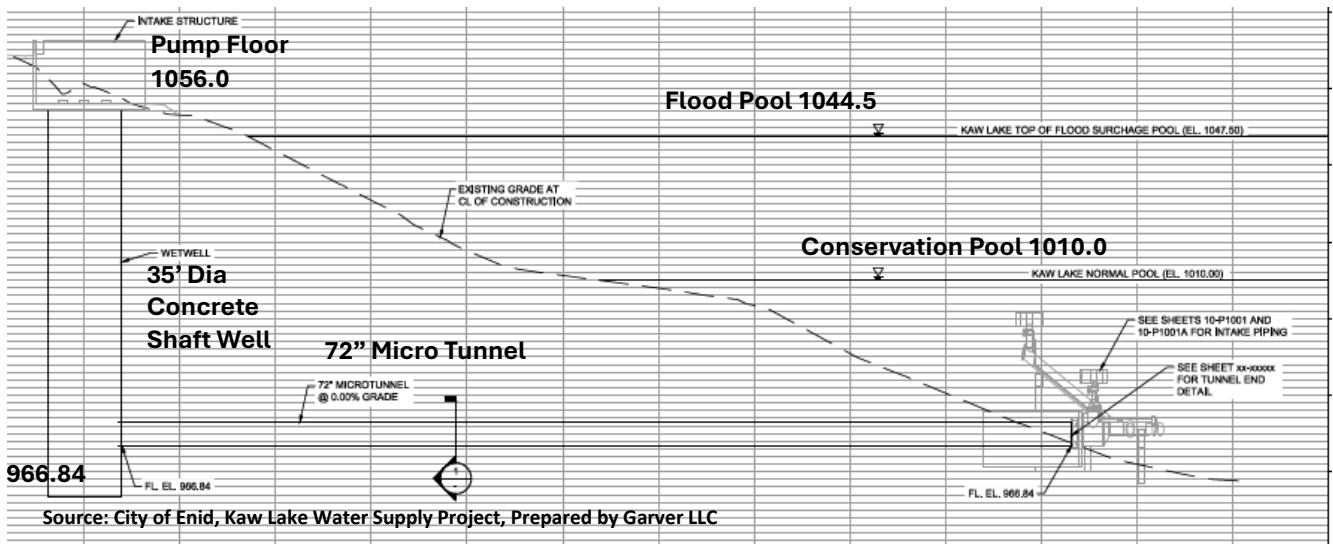 INTAKE STRUCTURE
Pump Floor
1056.0
Flood Pool 1044.5
KAW LAKE TOP OF FLOOD SURCHAGE POOL (EL. 1047.50)
EXISTING GRADE AT
CL OF CONSTRUCTION
Conservation Pool 1010.0
WETWELL
KAW LAKE NORMAL POOL (EL. 1010.00)
35' Dia
Concrete
Shaft Well
SEE SHEETS 10-P1001 AND
10-P1001A FOR INTAKE PIPING
72” Micro Tunnel
SEE SHEET xx-xxxxx
FOR TUNNEL END
DETAIL
72" MICROTUNNEL
@ 0.00% GRADE
1
-
966.84
FL. EL. 966.84
FL. EL. 966.84
Source: City of Enid, Kaw Lake Water Supply Project, Prepared by Garver LLC